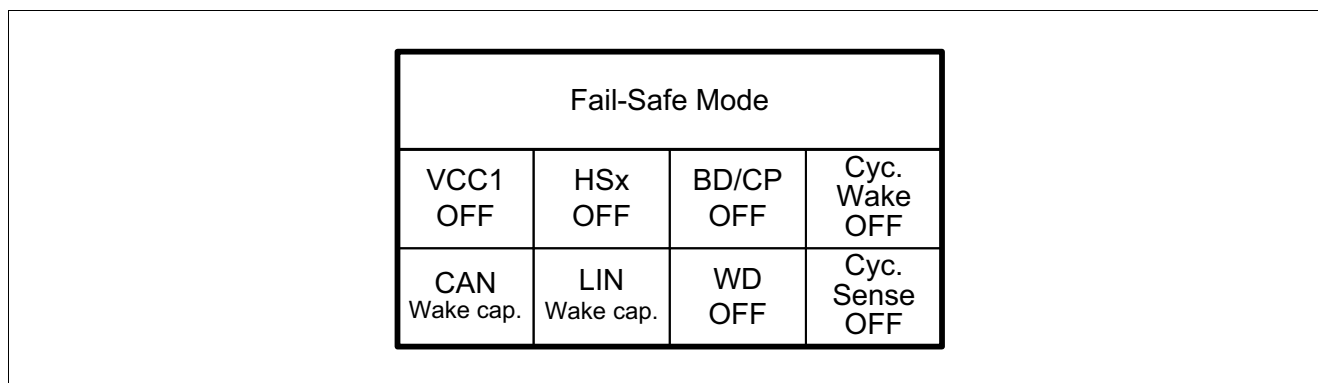 Fail-Safe Mode
VCC1
OFF
HSx
OFF
BD/CP
OFF
Cyc.
Wake
OFF
CAN
Wake cap.
LIN
Wake cap.
WD
OFF
Cyc.
Sense
OFF